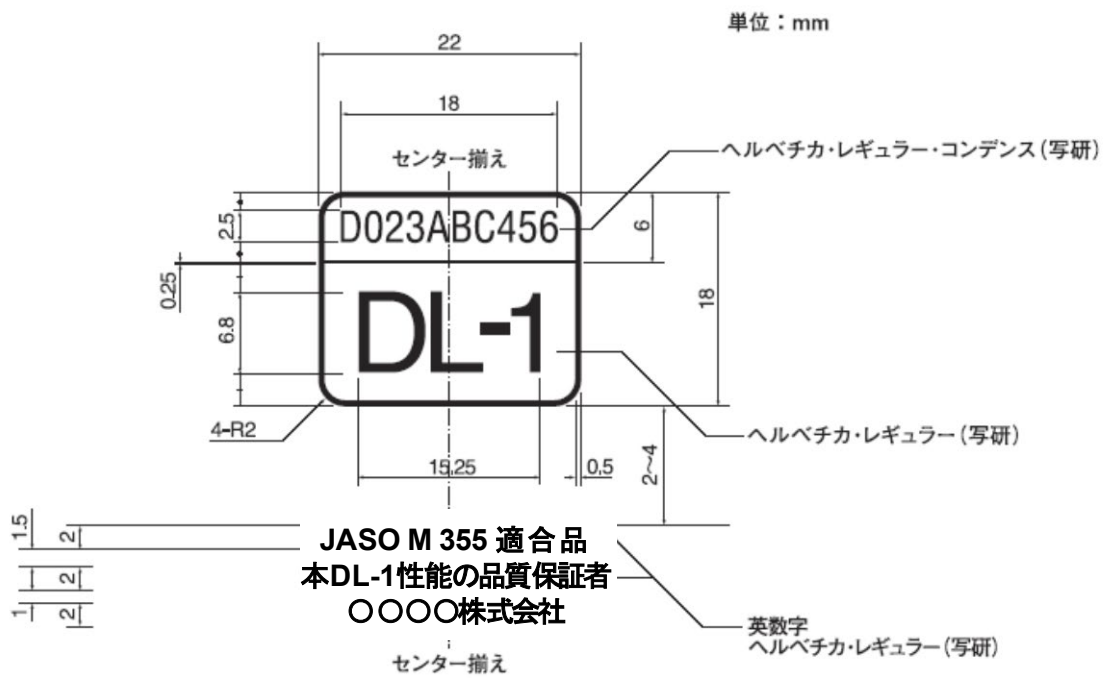 単位：mm
22
18
センター揃え
ヘルベチカ・レギュラー・コンデンス（写研）
D023ABC456
2.5
6
0.25
18
DL-1
6.8
4-R2
ヘルベチカ・レギュラー（写研）
15.25
0.5
2～4
1.5
2
JASO M 355 適合品
2
本DL-1性能の品質保証者
1
2
〇〇〇〇株式会社
英数字
ヘルベチカ・レギュラー（写研）
センター揃え